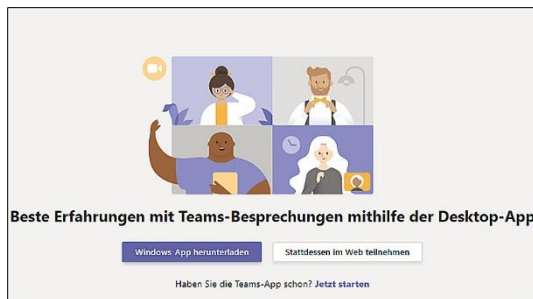 Beste Erfahrungen mit Teams-Besprechungen mithilfe der Desktop-App
Windows App herunterladen
Stattdessen im Web teilnehmen
Haben Sie die Teams-App schon? Jetzt starten